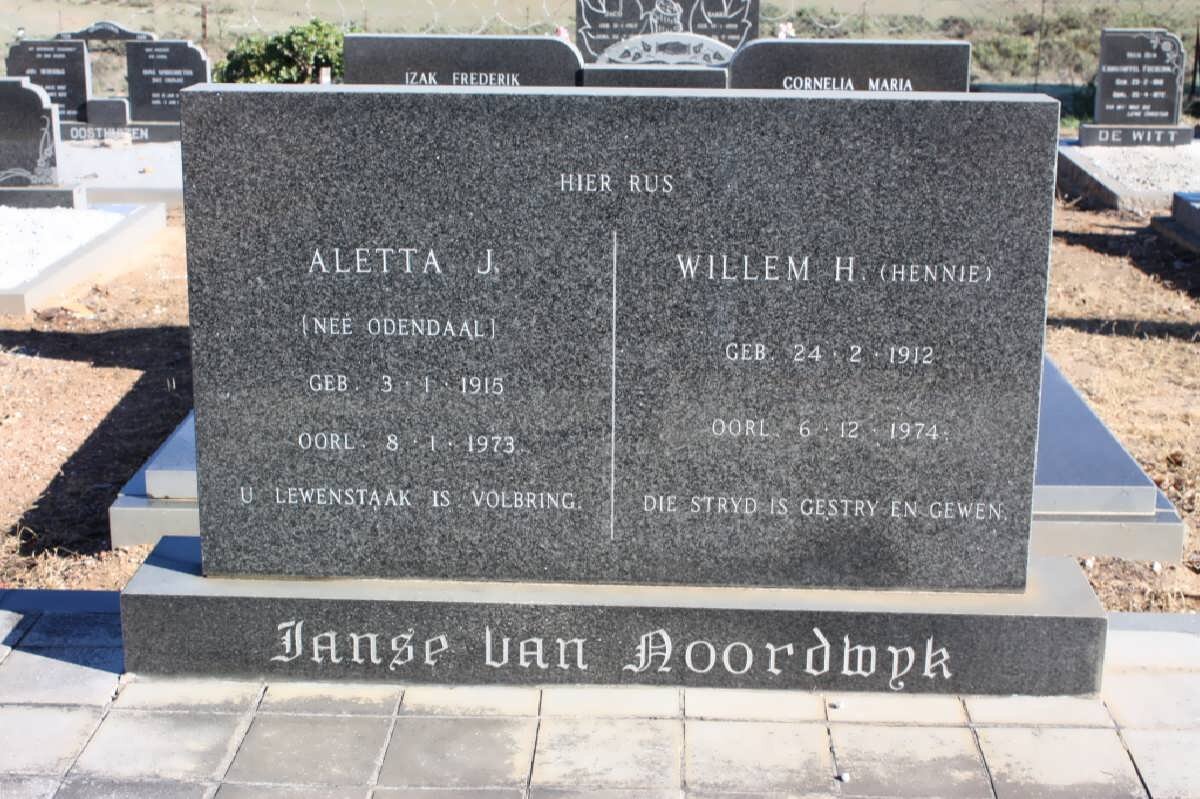 IZAK FREDERIK
CORNELIA MARIA
OOSTHUIZEN
DE WITT
HIER RUS
ALETTA J.
(NEÉ ODENDAAL)
GEB. 3·1·1915
OORL. 8·1·1973.
U LEWENSTAAK IS VOLBRING.
WILLEM H. (HENNIE)
GEB. 24·2·1912
OORL. 6·12·1974.
DIE STRYD IS GESTRY EN GEWEN.
Janse van Noordwyk